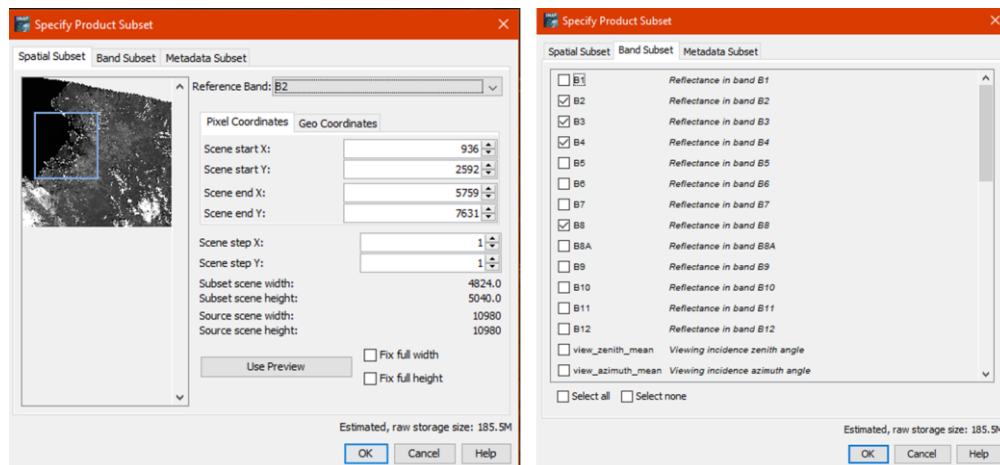 Specify Product Subset
Spatial Subset Band Subset Metadata Subset
Reference Band: B2
Pixel Coordinates Geo Coordinates
Scene start X: 936
Scene start Y: 2592
Scene end X: 5759
Scene end Y: 7631
Scene step X: 1
Scene step Y: 1
Subset scene width: 4824.0
Subset scene height: 5040.0
Source scene width: 10980
Source scene height: 10980
Use Preview
Fix full width
Fix full height
Estimated, raw storage size: 185.5M
OK Cancel Help
Specify Product Subset
Spatial Subset Band Subset Metadata Subset
B1 Reflectance in band B1
B2 Reflectance in band B2
B3 Reflectance in band B3
B4 Reflectance in band B4
B5 Reflectance in band B5
B6 Reflectance in band B6
B7 Reflectance in band B7
B8 Reflectance in band B8
B8A Reflectance in band B8A
B9 Reflectance in band B9
B10 Reflectance in band B10
B11 Reflectance in band B11
B12 Reflectance in band B12
view_zenith_mean Viewing incidence zenith angle
view_azimuth_mean Viewing incidence azimuth angle
Select all Select none
Estimated, raw storage size: 185.5M
OK Cancel Help